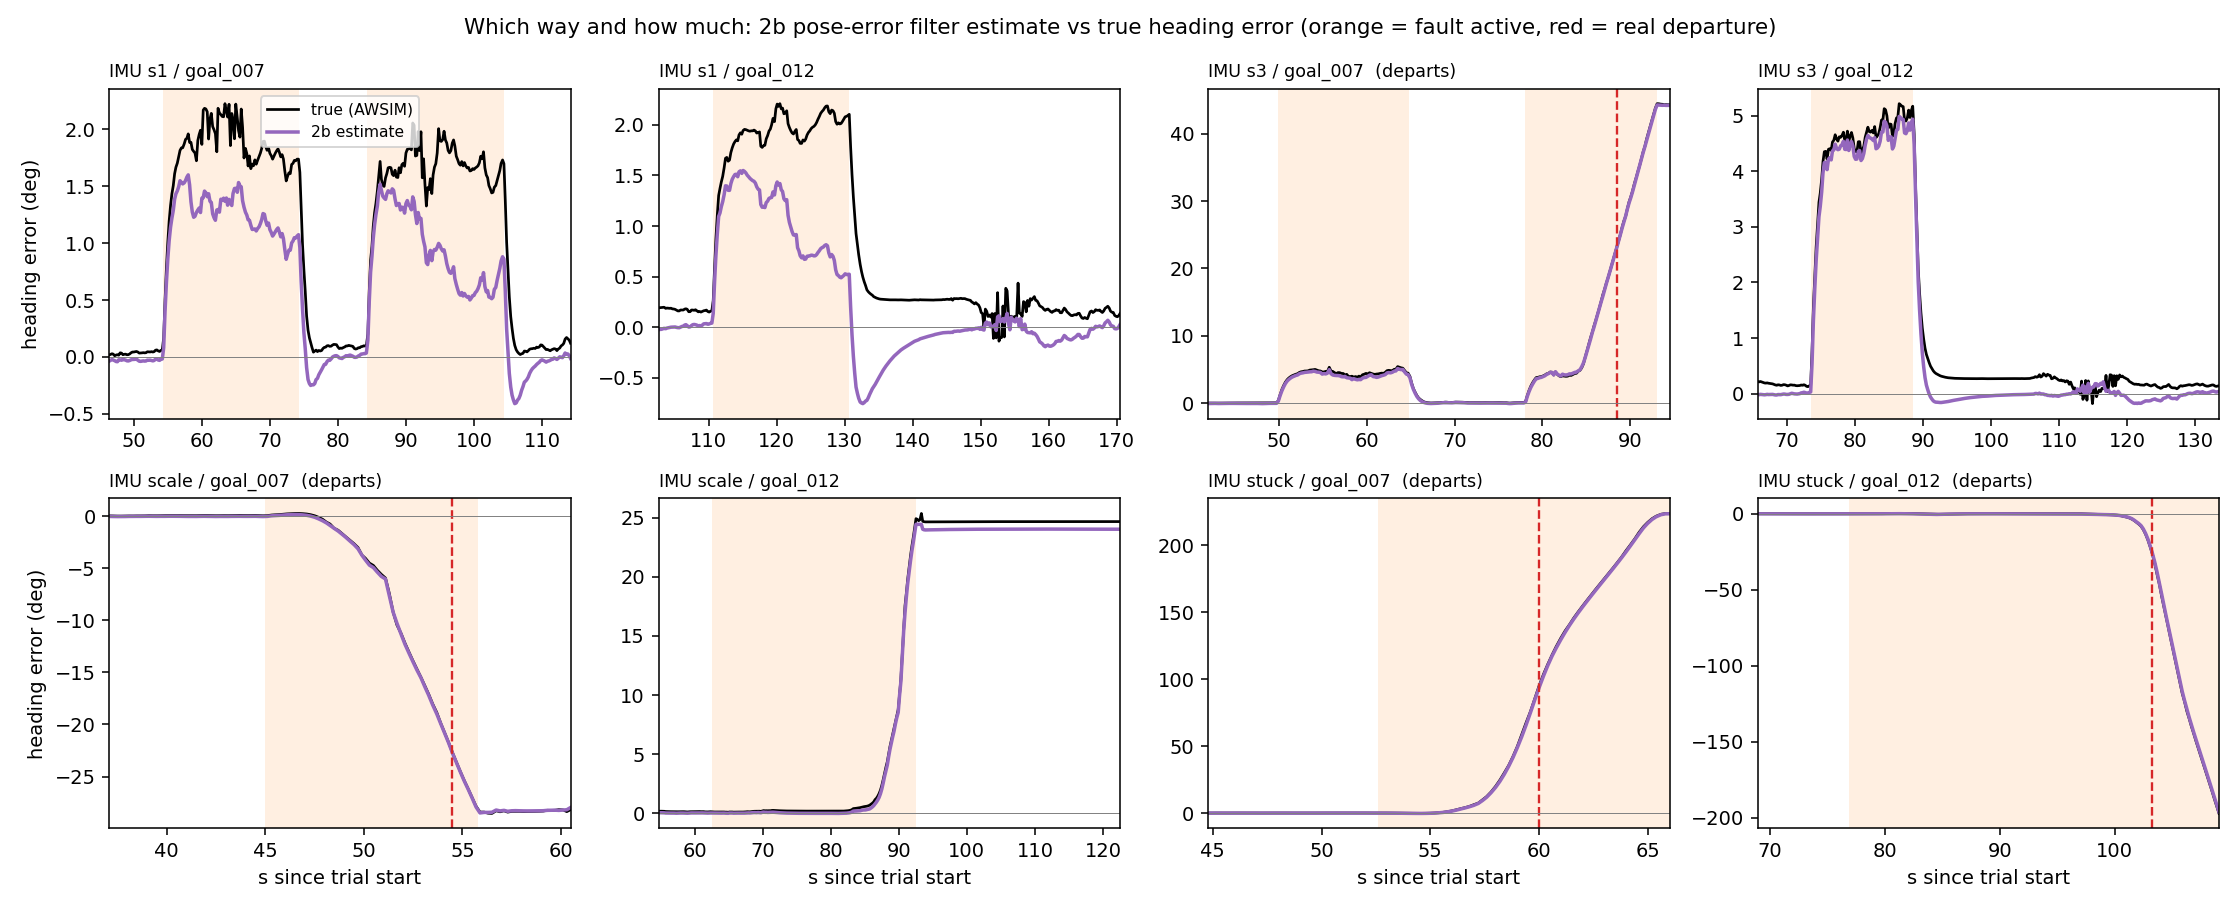 Which way and how much: 2b pose-error filter estimate vs true heading error (orange = fault active, red = real departure)
IMU s1 / goal_007
true (AWSIM)
2b estimate
heading error (deg)
2.0
1.5
1.0
0.5
0.0
−0.5
50 60 70 80 90 100 110
IMU s1 / goal_012
2.0
1.5
1.0
0.5
0.0
−0.5
110 120 130 140 150 160 170
IMU s3 / goal_007 (departs)
40
30
20
10
0
50 60 70 80 90
IMU s3 / goal_012
5
4
3
2
1
0
70 80 90 100 110 120 130
IMU scale / goal_007 (departs)
heading error (deg)
0
−5
−10
−15
−20
−25
40 45 50 55 60
s since trial start
IMU scale / goal_012
25
20
15
10
5
0
60 70 80 90 100 110 120
s since trial start
IMU stuck / goal_007 (departs)
200
150
100
50
0
45 50 55 60 65
s since trial start
IMU stuck / goal_012 (departs)
0
−50
−100
−150
−200
70 80 90 100
s since trial start